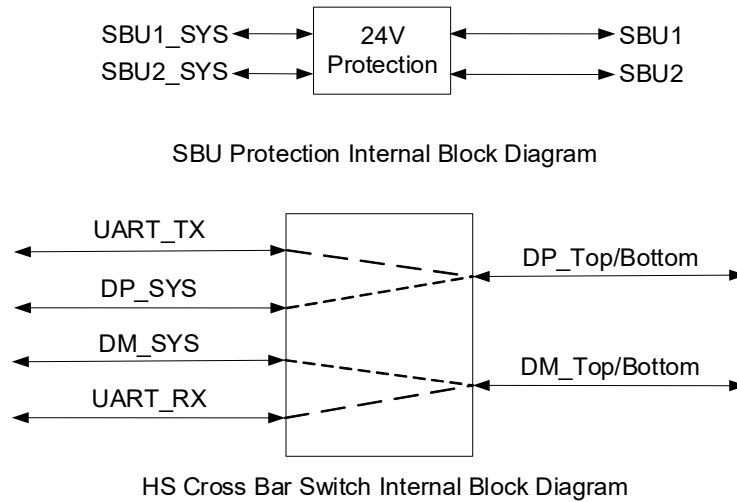 SBU1_SYS
24V
SBU1
SBU2_SYS
Protection
SBU2
SBU Protection Internal Block Diagram
UART_TX
DP_Top/Bottom
DP_SYS
DM_SYS
DM_Top/Bottom
UART_RX
HS Cross Bar Switch Internal Block Diagram